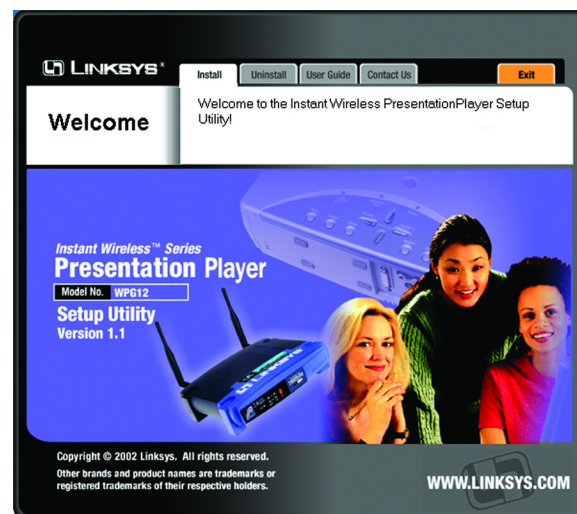 LINKSYS®
Install
Uninstall
User Guide
Contact Us
Exit
Welcome
Welcome to the Instant Wireless PresentationPlayer Setup
Utility!
Instant Wireless™ Series
Presentation Player
Model No. WPG12
Setup Utility
Version 1.1
LINKSYS
Copyright © 2002 Linksys. All rights reserved.
Other brands and product names are trademarks or
registered trademarks of their respective holders.
WWW.LINKSYS.COM